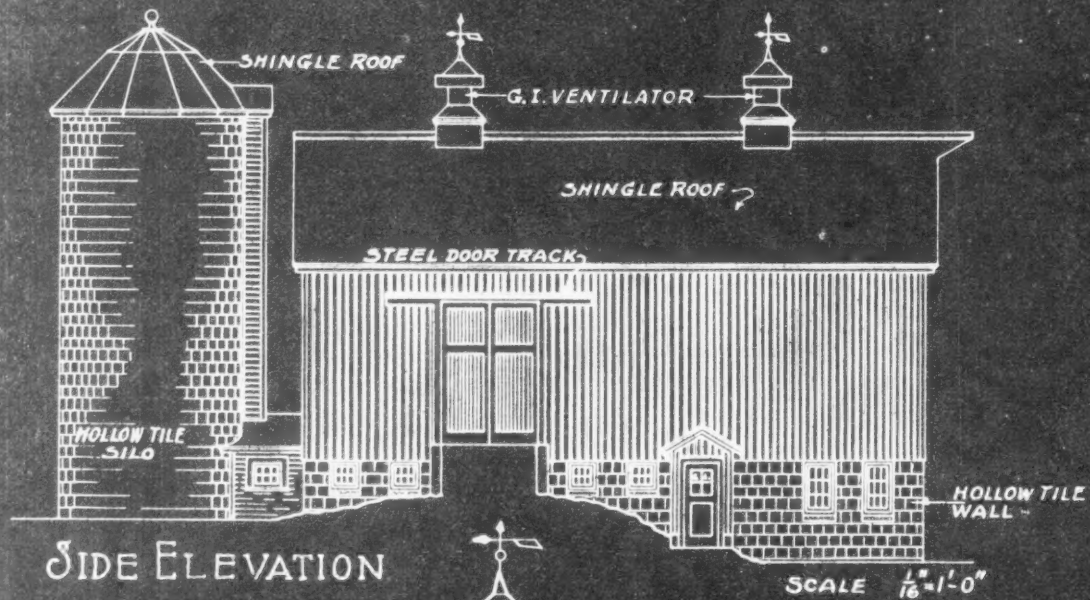 SHINGLE ROOF
G.I. VENTILATOR
SHINGLE ROOF
STEEL DOOR TRACK
HOLLOW TILE
SILO
HOLLOW TILE
WALL
SIDE ELEVATION
SCALE 1/16"=1'-0"